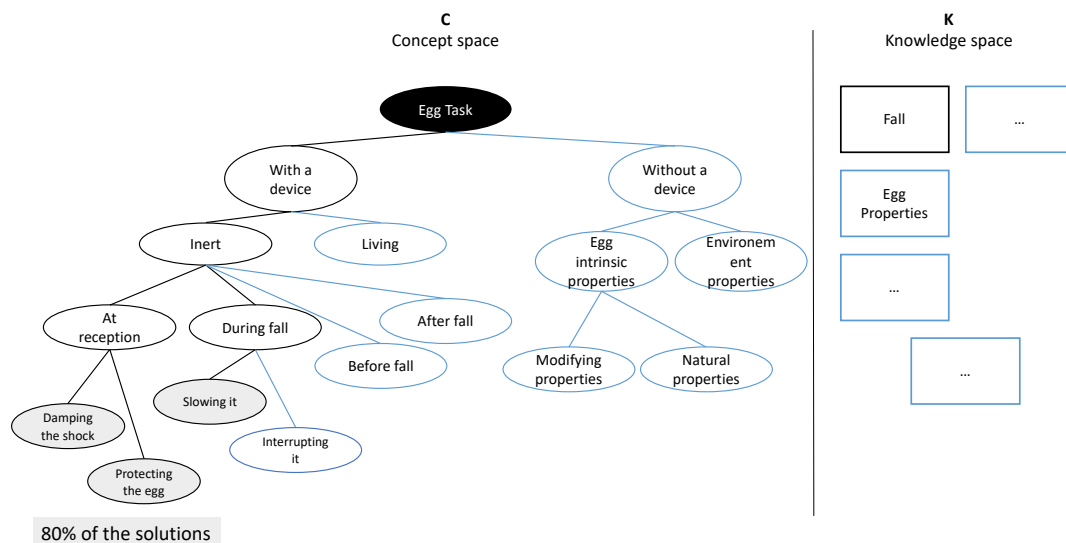 C
Concept space
K
Knowledge space
Egg Task
With a
device
Without a
device
Inert
Living
Egg
intrinsic
properties
Environem
ent
properties
At
reception
During fall
After fall
Before fall
Modifying
properties
Natural
properties
Slowing it
Damping
the shock
Interrupting
it
Protecting
the egg
80% of the solutions
Fall
...
Egg
Properties
...
...